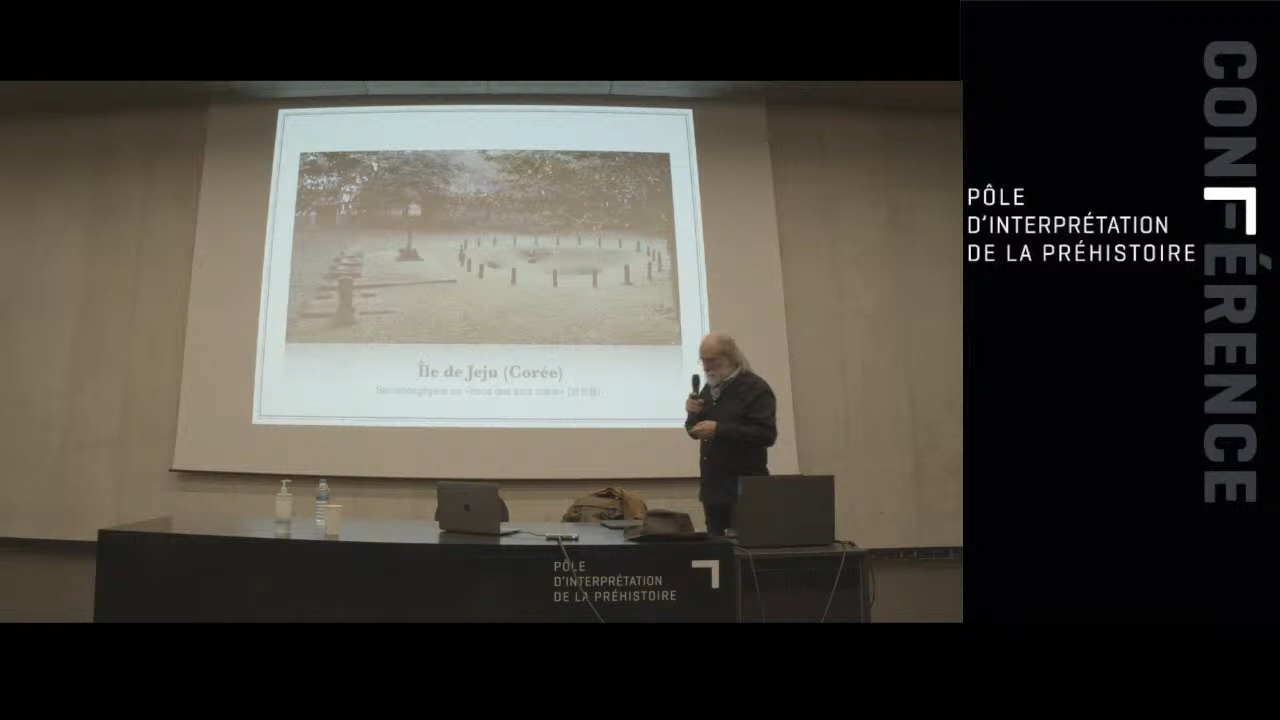 Île de Jeju (Corée)
PÔLE
D'INTERPRÉTATION
DE LA PRÉHISTOIRE
PÔLE
D'INTERPRÉTATION
DE LA PRÉHISTOIRE
CONFÉRENCE